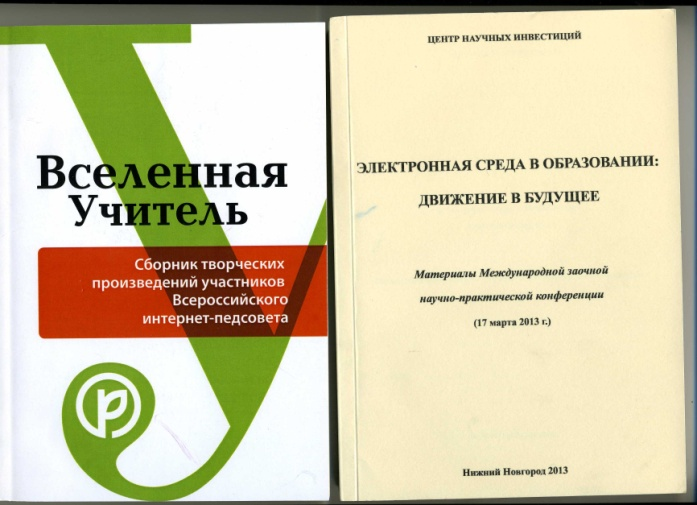 Вселенная
Учитель
Сборник творческих
произведений участников
Всероссийского
интернет-педсовета
ЦЕНТР НАУЧНЫХ ИНВЕСТИЦИЙ
ЭЛЕКТРОННАЯ СРЕДА В ОБРАЗОВАНИИ:
ДВИЖЕНИЕ В БУДУЩЕЕ
Материалы Международной заочной
научно-практической конференции
(17 марта 2013 г.)
Нижний Новгород 2013